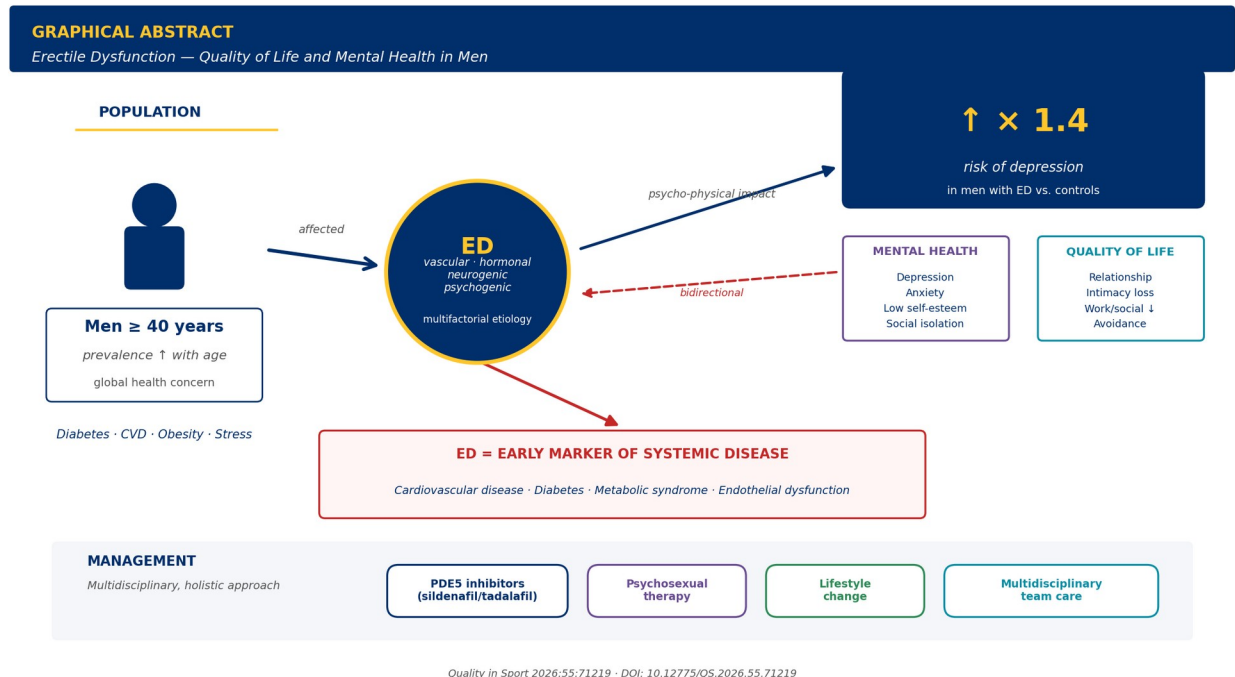 GRAPHICAL ABSTRACT
Erectile Dysfunction — Quality of Life and Mental Health in Men
POPULATION
↑ × 1.4
risk of depression
in men with ED vs. controls
psycho-physical impact
affected
ED
vascular · hormonal
neurogenic
psychogenic
multifactorial etiology
bidirectional
MENTAL HEALTH
Depression
Anxiety
Low self-esteem
Social isolation
QUALITY OF LIFE
Relationship
Intimacy loss
Work/social ↓
Avoidance
Men ≥ 40 years
prevalence ↑ with age
global health concern
Diabetes · CVD · Obesity · Stress
ED = EARLY MARKER OF SYSTEMIC DISEASE
Cardiovascular disease · Diabetes · Metabolic syndrome · Endothelial dysfunction
MANAGEMENT
Multidisciplinary, holistic approach
PDE5 inhibitors
(sildenafil/tadalafil)
Psychosexual
therapy
Lifestyle
change
Multidisciplinary
team care
Quality in Sport 2026;55:71219 · DOI: 10.12775/QS.2026.55.71219